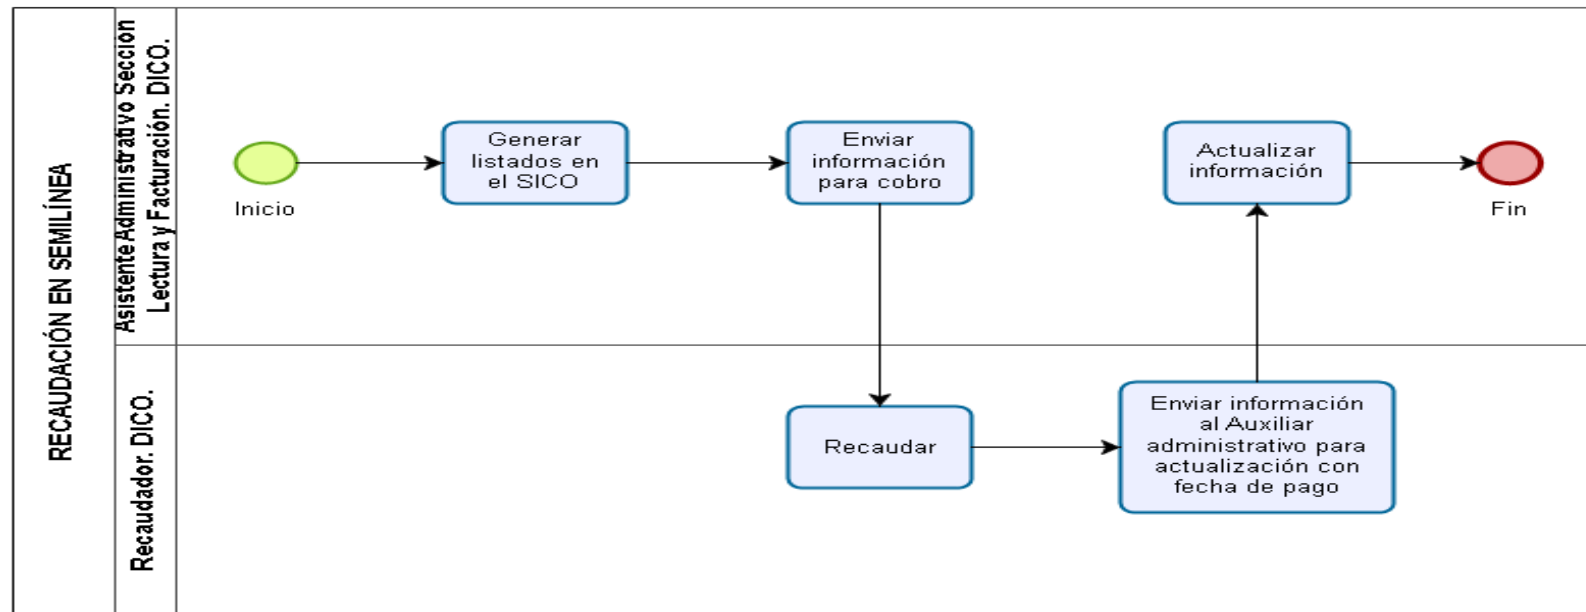 RECAUDACIÓN EN SEMILÍNEA
Asistente Administrativo Sección
Lectura y Facturación. DICO.
Inicio
Generar
listados en
el SICO
Enviar
información
para cobro
Actualizar
información
Fin
Recaudador. DICO.
Recaudar
Enviar información
al Auxiliar
administrativo para
actualización con
fecha de pago